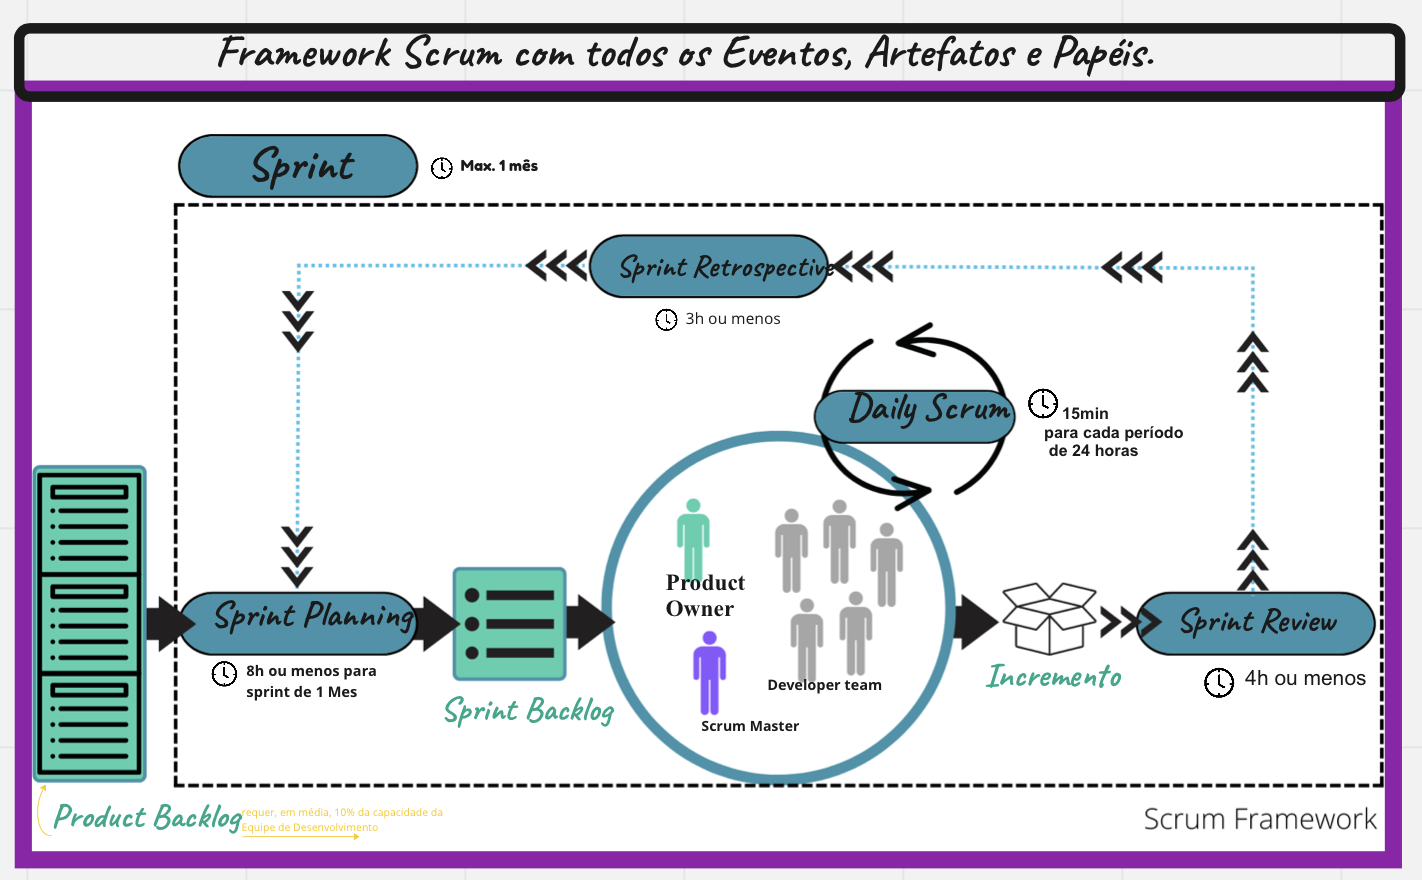 Framework Scrum com todos os Eventos, Artefatos e Papéis.
Sprint
Max. 1 mês
Sprint Retrospective
3h ou menos
Daily Scrum
15min
para cada período
de 24 horas
Product
Owner
Developer team
Scrum Master
Sprint Planning
8h ou menos para
sprint de 1 Mes
Sprint Backlog
Incremento
Sprint Review
4h ou menos
Product Backlog
requer, em média, 10% da capacidade da
Equipe de Desenvolvimento
Scrum Framework